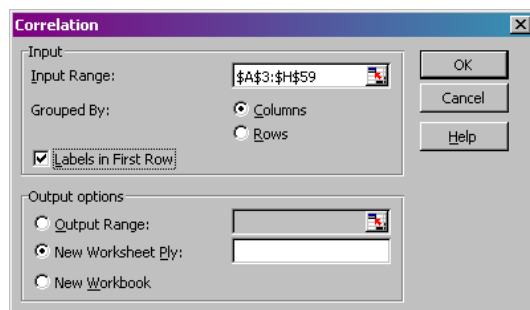 Correlation
Input
Input Range: $A$3:$H$59
Grouped By: Columns
Rows
Labels in First Row
Output options
Output Range:
New Worksheet Ply:
New Workbook
OK
Cancel
Help